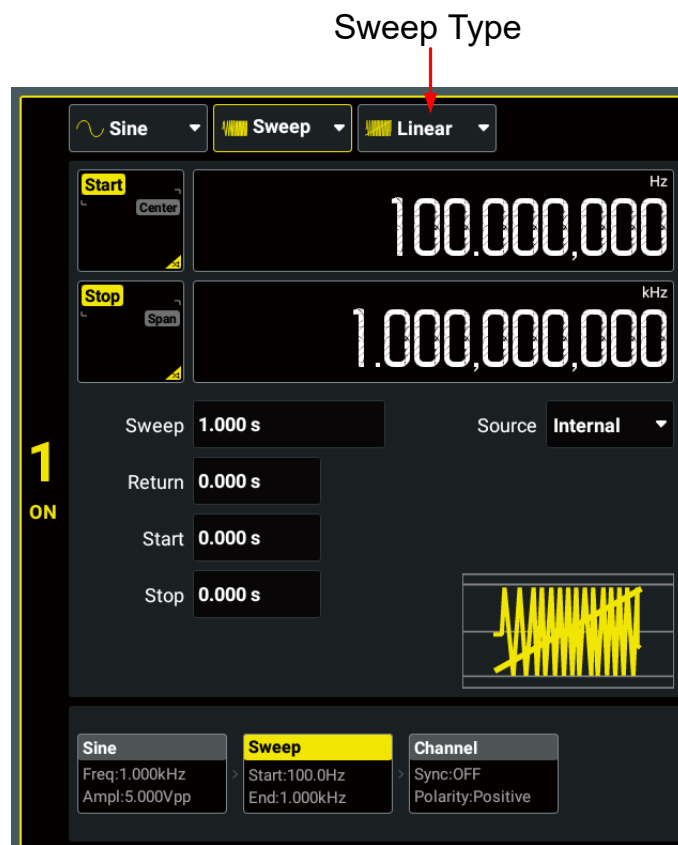 Sweep Type
Sine Sweep Linear
Start Hz
Center 100.000,000
Stop kHz
Span 1.000,000,000
Sweep 1.000 s Source Internal
1 Return 0.000 s
ON Start 0.000 s
Stop 0.000 s
Sine Sweep Channel
Freq:1.000kHz > Start:100.0Hz > Sync:OFF
Ampl:5.000Vpp End:1.000kHz Polarity:Positive